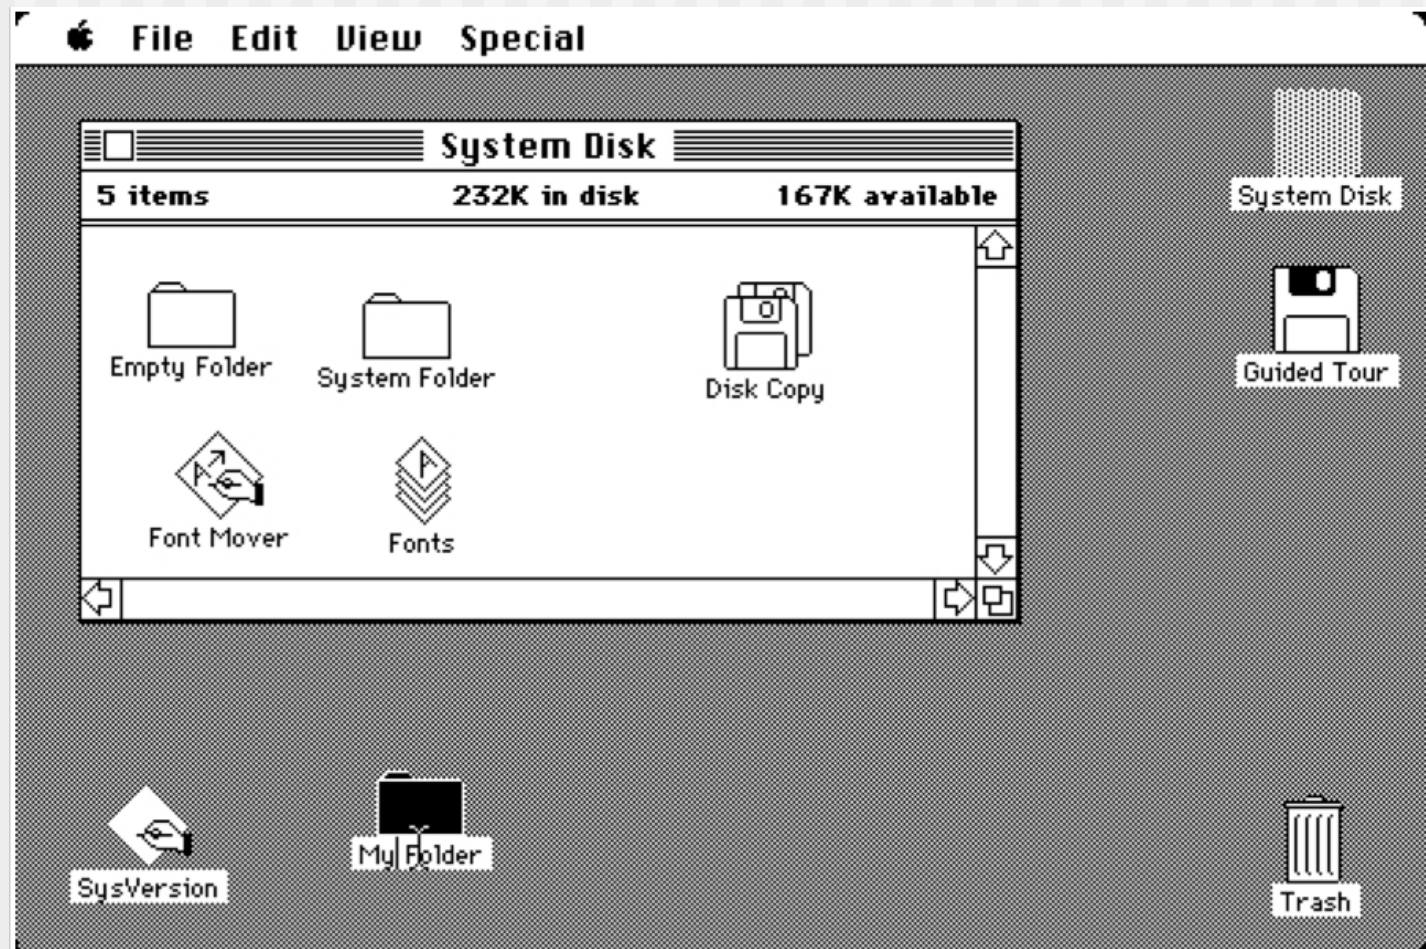 File Edit View Special
System Disk
5 items 232K in disk 167K available
System Disk
Empty Folder
System Folder
Disk Copy
Guided Tour
Font Mover
Fonts
My Folder
SysVersion
Trash